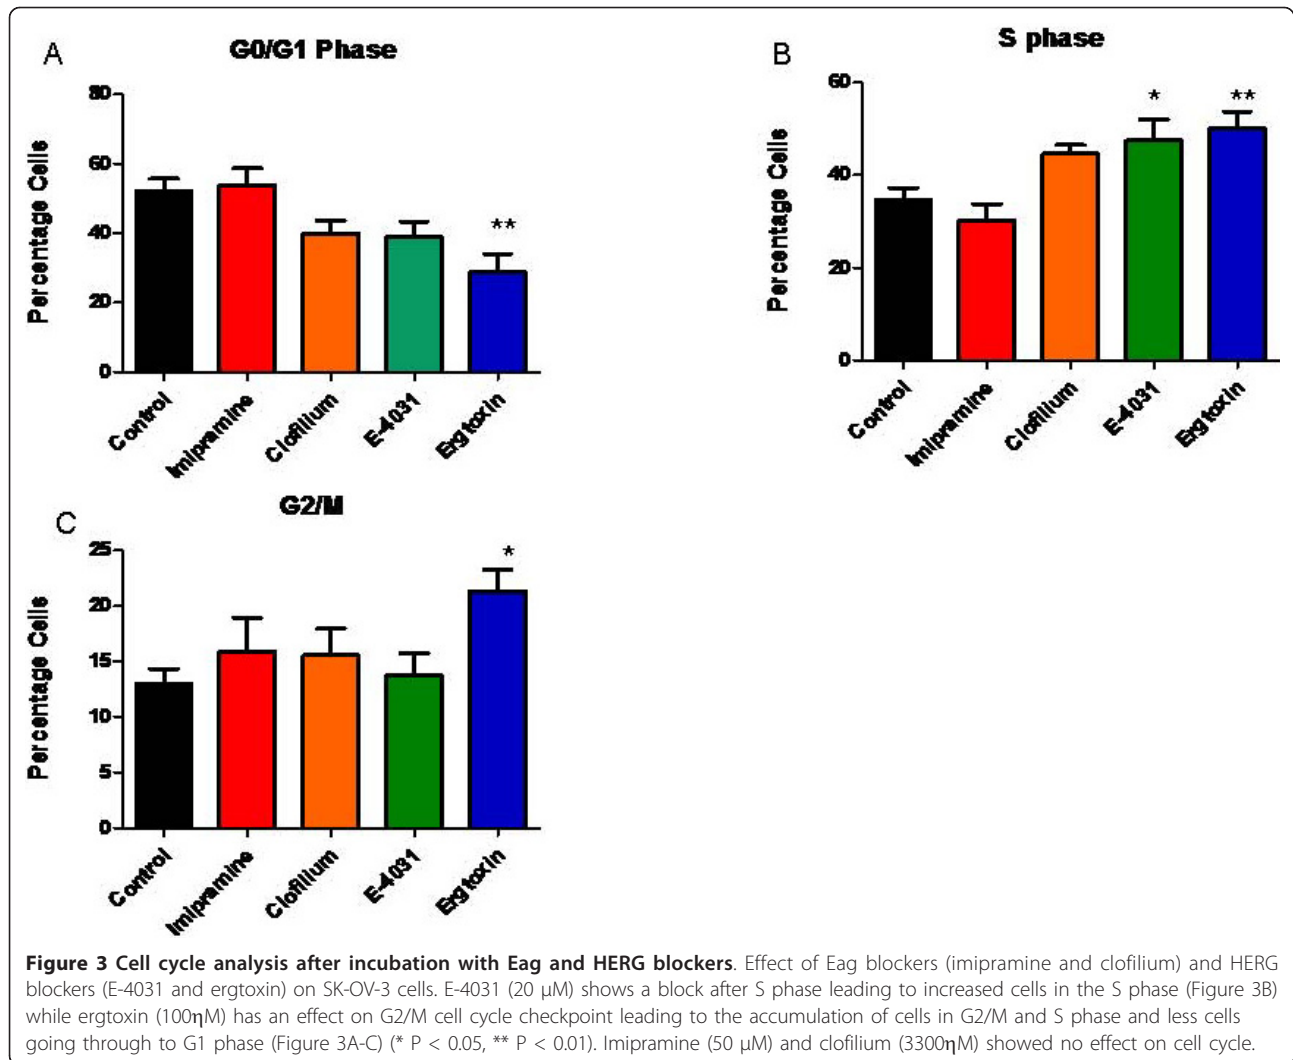 A
G0/G1 Phase
80
60
40
20
0
Percentage Cells
Control
Imipramine
Clofilium
E-4031
Ergtoxin
**
B
S phase
60
40
20
0
Percentage Cells
Control
Imipramine
Clofilium
E-4031
Ergtoxin
*
**
C
G2/M
25
20
15
10
5
0
Percentage Cells
Control
Imipramine
Clofilium
E-4031
Ergtoxin
*
Figure 3 Cell cycle analysis after incubation with Eag and HERG blockers. Effect of Eag blockers (imipramine and clofilium) and HERG
blockers (E-4031 and ergtoxin) on SK-OV-3 cells. E-4031 (20 μM) shows a block after S phase leading to increased cells in the S phase (Figure 3B)
while ergtoxin (100ηM) has an effect on G2/M cell cycle checkpoint leading to the accumulation of cells in G2/M and S phase and less cells
going through to G1 phase (Figure 3A-C) (* P < 0.05, ** P < 0.01). Imipramine (50 μM) and clofilium (3300ηM) showed no effect on cell cycle.